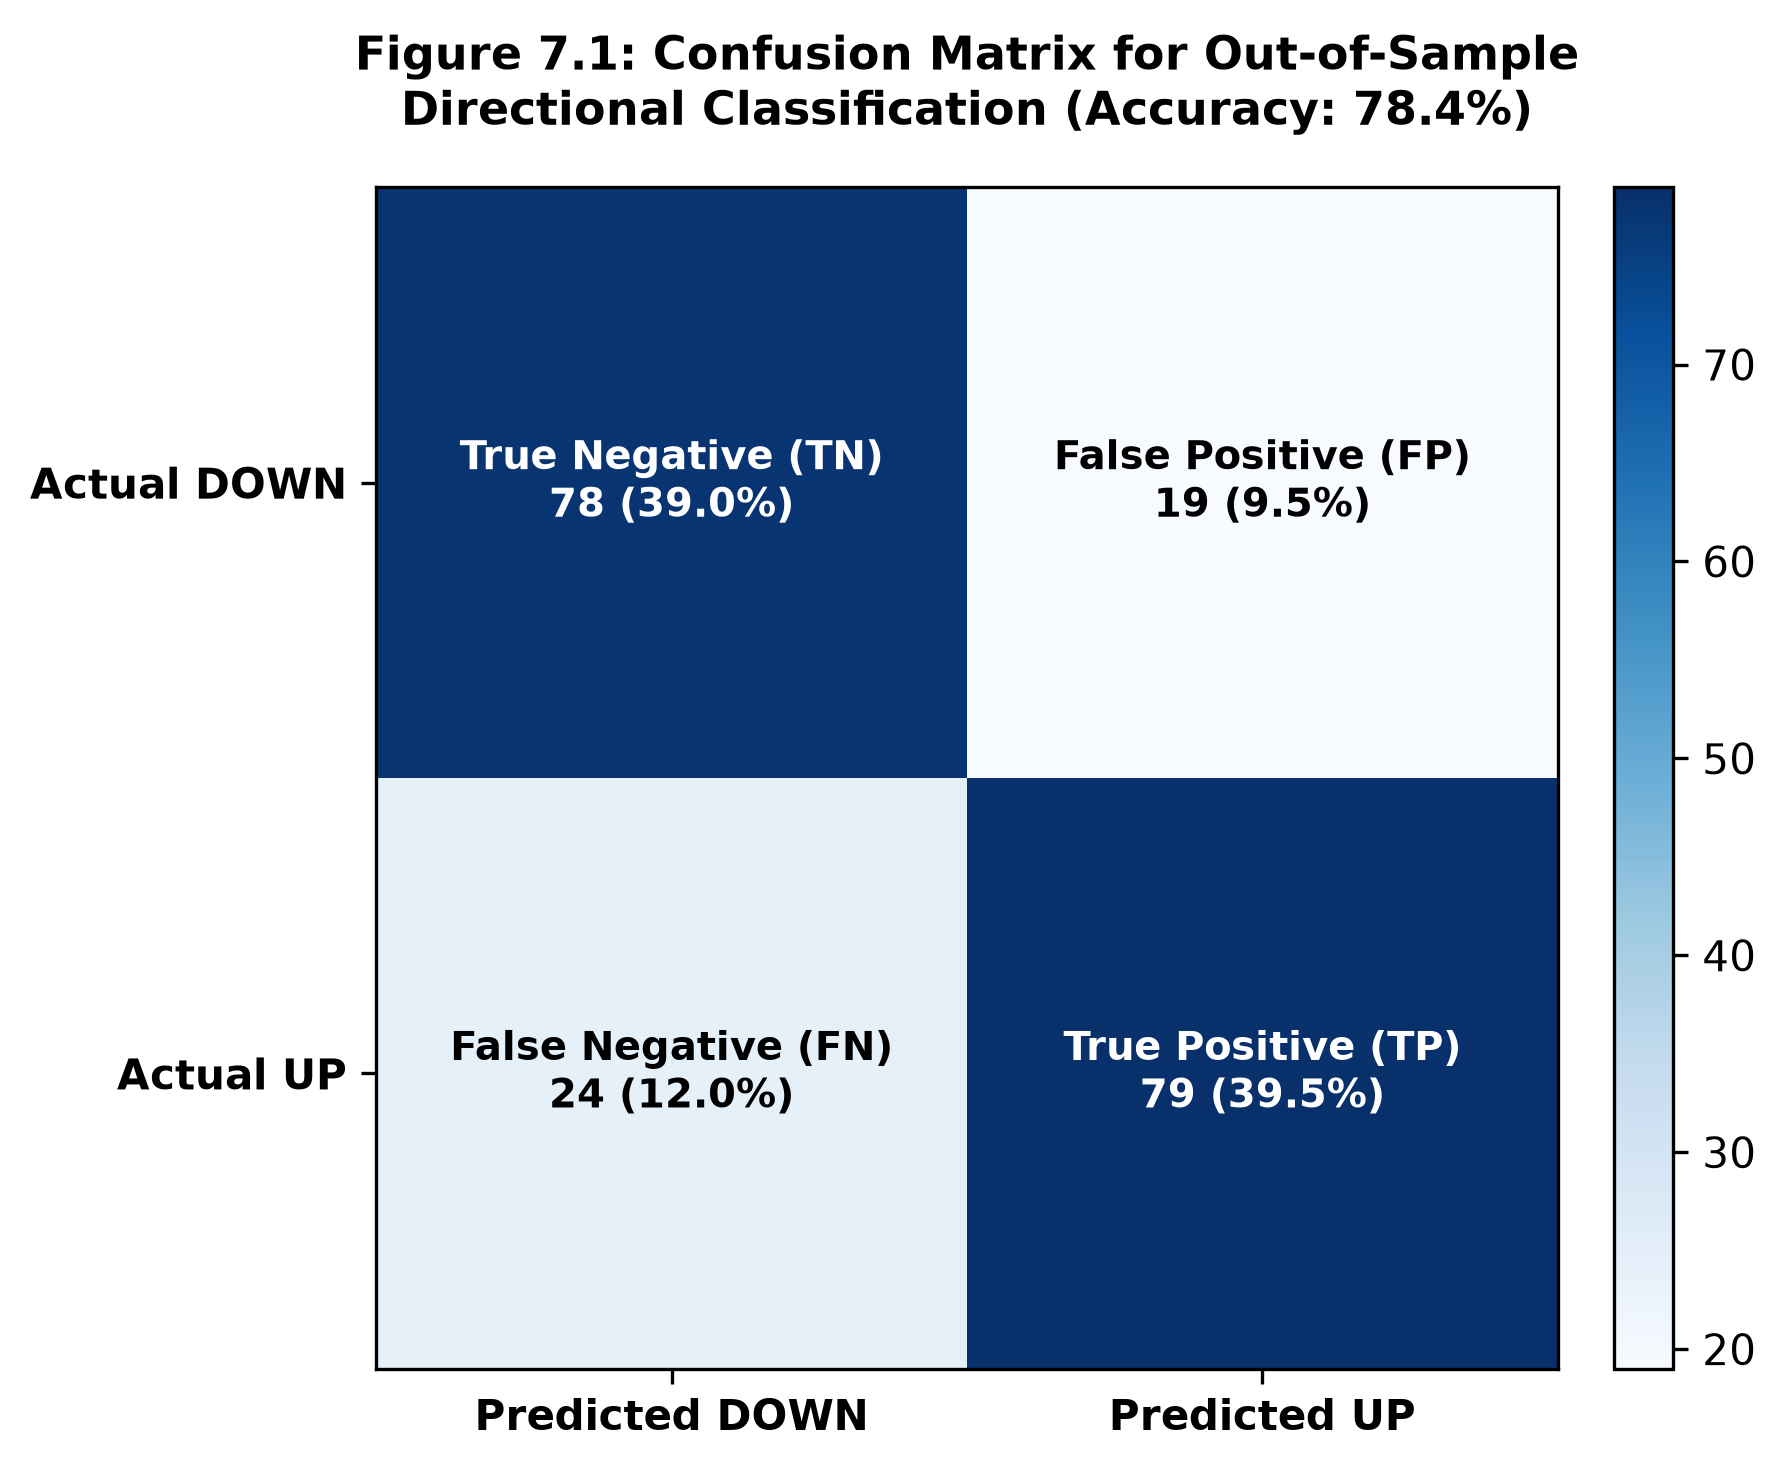 Figure 7.1: Confusion Matrix for Out-of-Sample
Directional Classification (Accuracy: 78.4%)
Actual DOWN
True Negative (TN)
78 (39.0%)
False Positive (FP)
19 (9.5%)
Actual UP
False Negative (FN)
24 (12.0%)
True Positive (TP)
79 (39.5%)
Predicted DOWN
Predicted UP
70
60
50
40
30
20